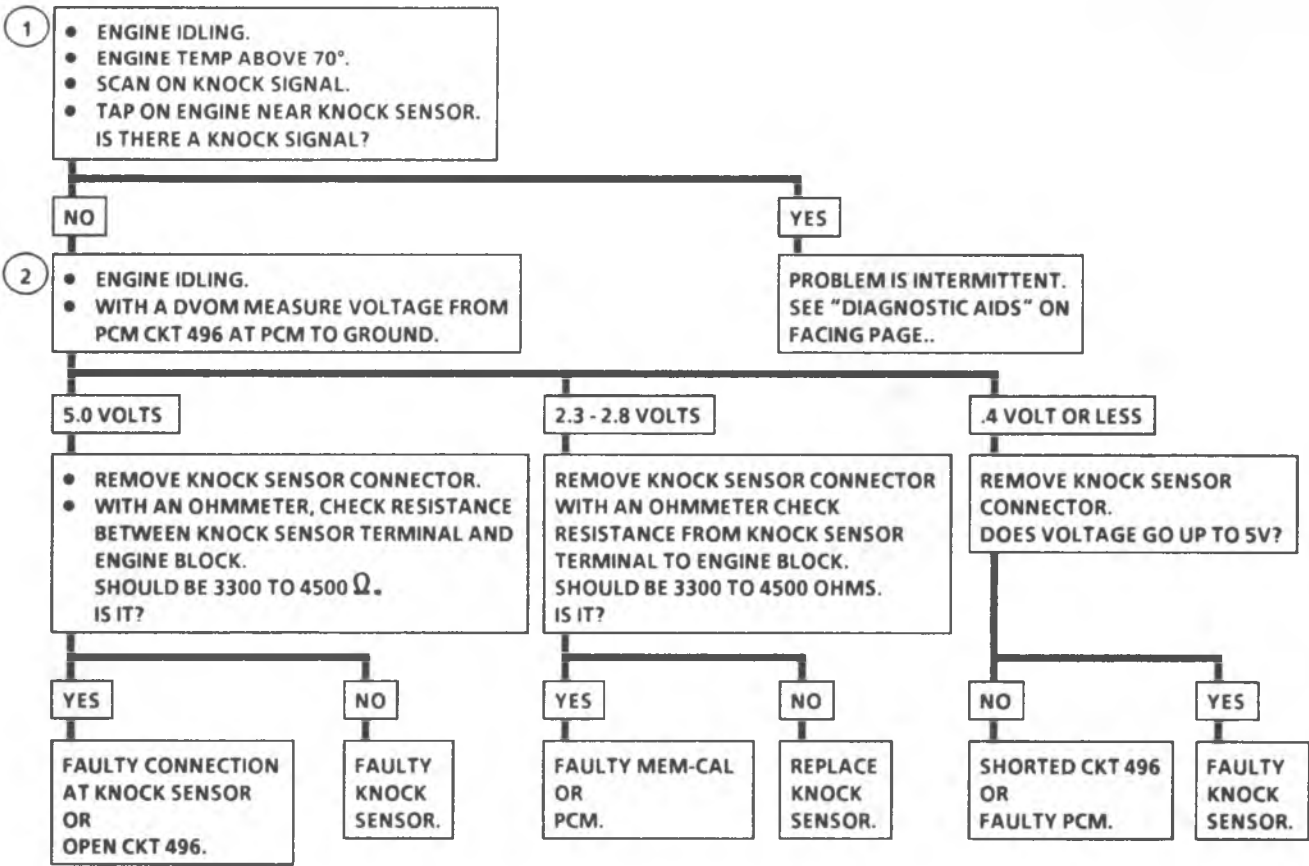 1
● ENGINE IDLING.
● ENGINE TEMP ABOVE 70°.
● SCAN ON KNOCK SIGNAL.
● TAP ON ENGINE NEAR KNOCK SENSOR.
IS THERE A KNOCK SIGNAL?
NO
YES
2
● ENGINE IDLING.
● WITH A DVOM MEASURE VOLTAGE FROM
PCM CKT 496 AT PCM TO GROUND.
PROBLEM IS INTERMITTENT.
SEE "DIAGNOSTIC AIDS" ON
FACING PAGE..
5.0 VOLTS
2.3 - 2.8 VOLTS
.4 VOLT OR LESS
● REMOVE KNOCK SENSOR CONNECTOR.
● WITH AN OHMMETER, CHECK RESISTANCE
BETWEEN KNOCK SENSOR TERMINAL AND
ENGINE BLOCK.
SHOULD BE 3300 TO 4500 Ω.
IS IT?
REMOVE KNOCK SENSOR CONNECTOR
WITH AN OHMMETER CHECK
RESISTANCE FROM KNOCK SENSOR
TERMINAL TO ENGINE BLOCK.
SHOULD BE 3300 TO 4500 OHMS.
IS IT?
REMOVE KNOCK SENSOR
CONNECTOR.
DOES VOLTAGE GO UP TO 5V?
YES
NO
YES
NO
NO
YES
FAULTY CONNECTION
AT KNOCK SENSOR
OR
OPEN CKT 496.
FAULTY
KNOCK
SENSOR.
FAULTY MEM-CAL
OR
PCM.
REPLACE
KNOCK
SENSOR.
SHORTED CKT 496
OR
FAULTY PCM.
FAULTY
KNOCK
SENSOR.